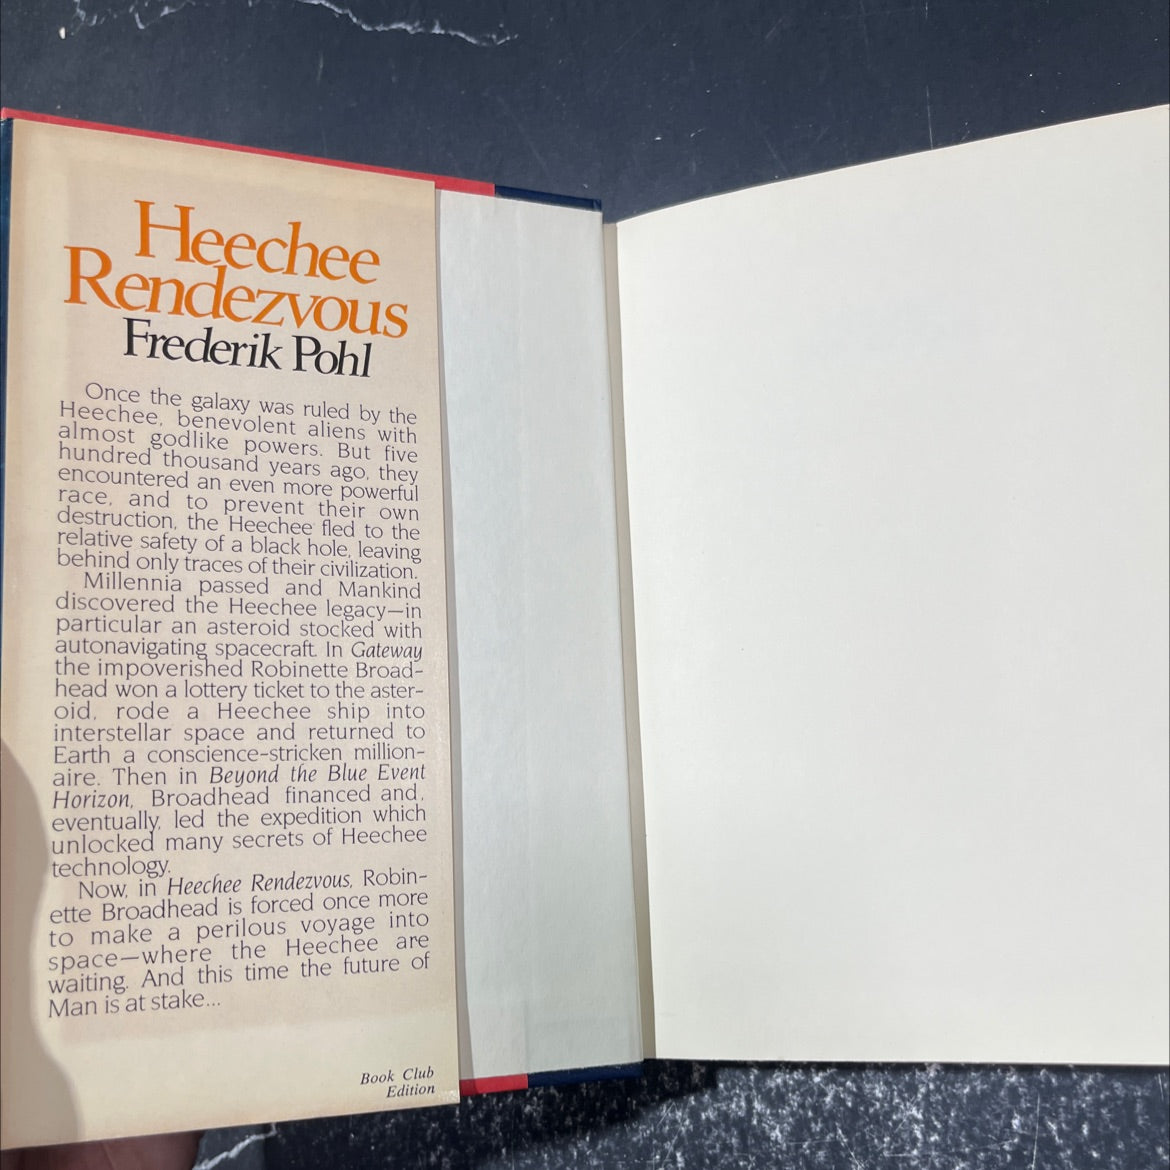 Heechee
Rendezvous
Frederik Pohl
Once the galaxy was ruled by the
Heechee, benevolent aliens with
almost godlike powers. But five
hundred thousand years ago, they
encountered an even more powerful
race, and to prevent their own
destruction, the Heechee fled to the
relative safety of a black hole, leaving
behind only traces of their civilization.
Millennia passed and Mankind
discovered the Heechee legacy—in
particular an asteroid stocked with
autonavigating spacecraft. In Gateway
the impoverished Robinette Broad-
head won a lottery ticket to the aster-
oid, rode a Heechee ship into
interstellar space and returned to
Earth a conscience-stricken million-
aire. Then in Beyond the Blue Event
Horizon, Broadhead financed and,
eventually, led the expedition which
unlocked many secrets of Heechee
technology.
Now, in Heechee Rendezvous, Robin-
ette Broadhead is forced once more
to make a perilous voyage into
space—where the Heechee are
waiting. And this time the future of
Man is at stake...
Book Club
Edition